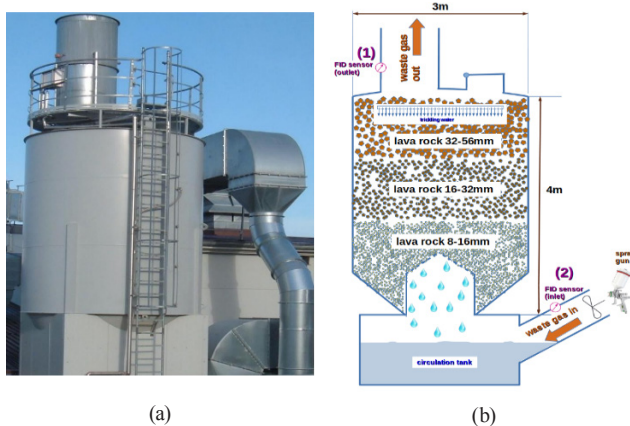 3m
(1)
FID sensor
(outlet)
waste gas
out
trickling water
lava rock 32-56mm
lava rock 16-32mm
4m
lava rock 8-16mm
(2)
FID sensor
(inlet)
gun
waste gas in
circulation tank
(a)
(b)